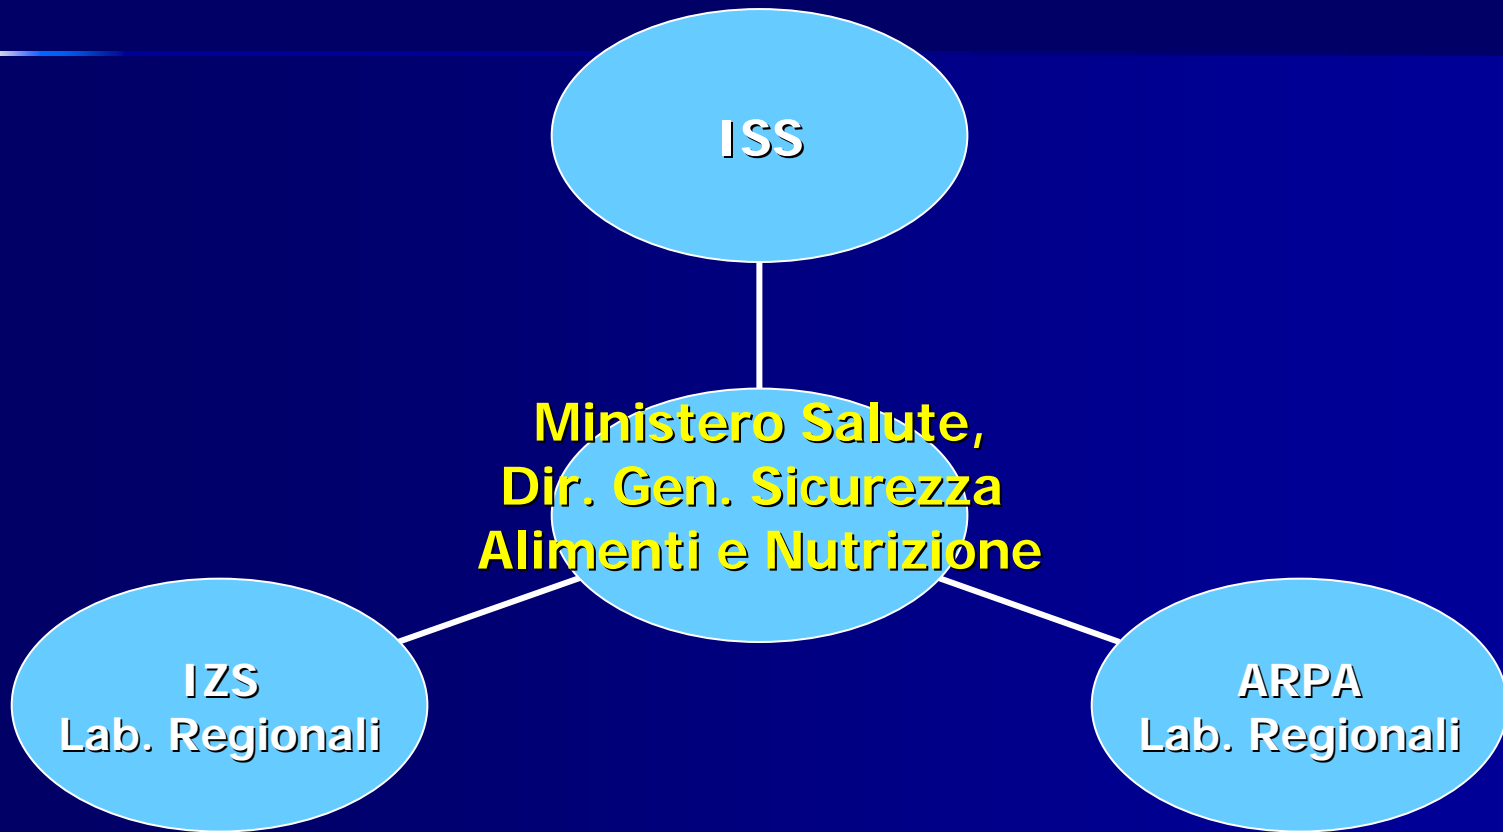 ISS
Ministero Salute,
Dir. Gen. Sicurezza
Alimenti e Nutrizione
IZS
Lab. Regionali
ARPA
Lab. Regionali